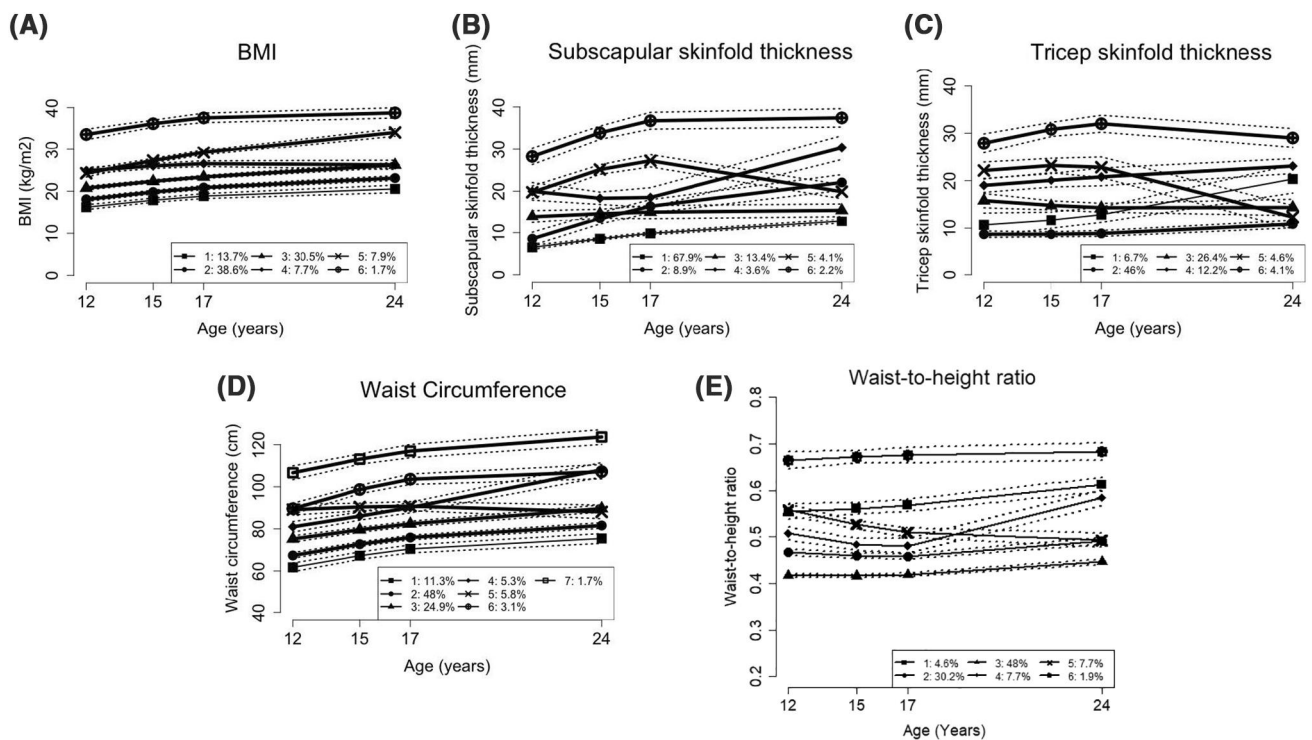 (A)
BMI
BMI (kg/m2)
0 10 20 30 40
1: 13.7% 3: 30.5% 5: 7.9%
2: 38.6% 4: 7.7% 6: 1.7%
12 15 17 24
Age (years)
(B)
Subscapular skinfold thickness
Subscapular skinfold thickness (mm)
0 10 20 30 40
1: 67.9% 3: 13.4% 5: 4.1%
2: 8.9% 4: 3.6% 6: 2.2%
12 15 17 24
Age (years)
(C)
Tricep skinfold thickness
Tricep skinfold thickness (mm)
0 10 20 30 40
1: 6.7% 3: 26.4% 5: 4.6%
2: 46% 4: 12.2% 6: 4.1%
12 15 17 24
Age (years)
(D)
Waist Circumference
Waist circumference (cm)
40 60 80 100 120
1: 11.3% 4: 5.3% 7: 1.7%
2: 48% 5: 5.8%
3: 24.9% 6: 3.1%
12 15 17 24
Age (years)
(E)
Waist-to-height ratio
Waist-to-height ratio
0.2 0.3 0.4 0.5 0.6 0.7 0.8
1: 4.6% 3: 48% 5: 7.7%
2: 30.2% 4: 7.7% 6: 1.9%
12 15 17 24
Age (Years)